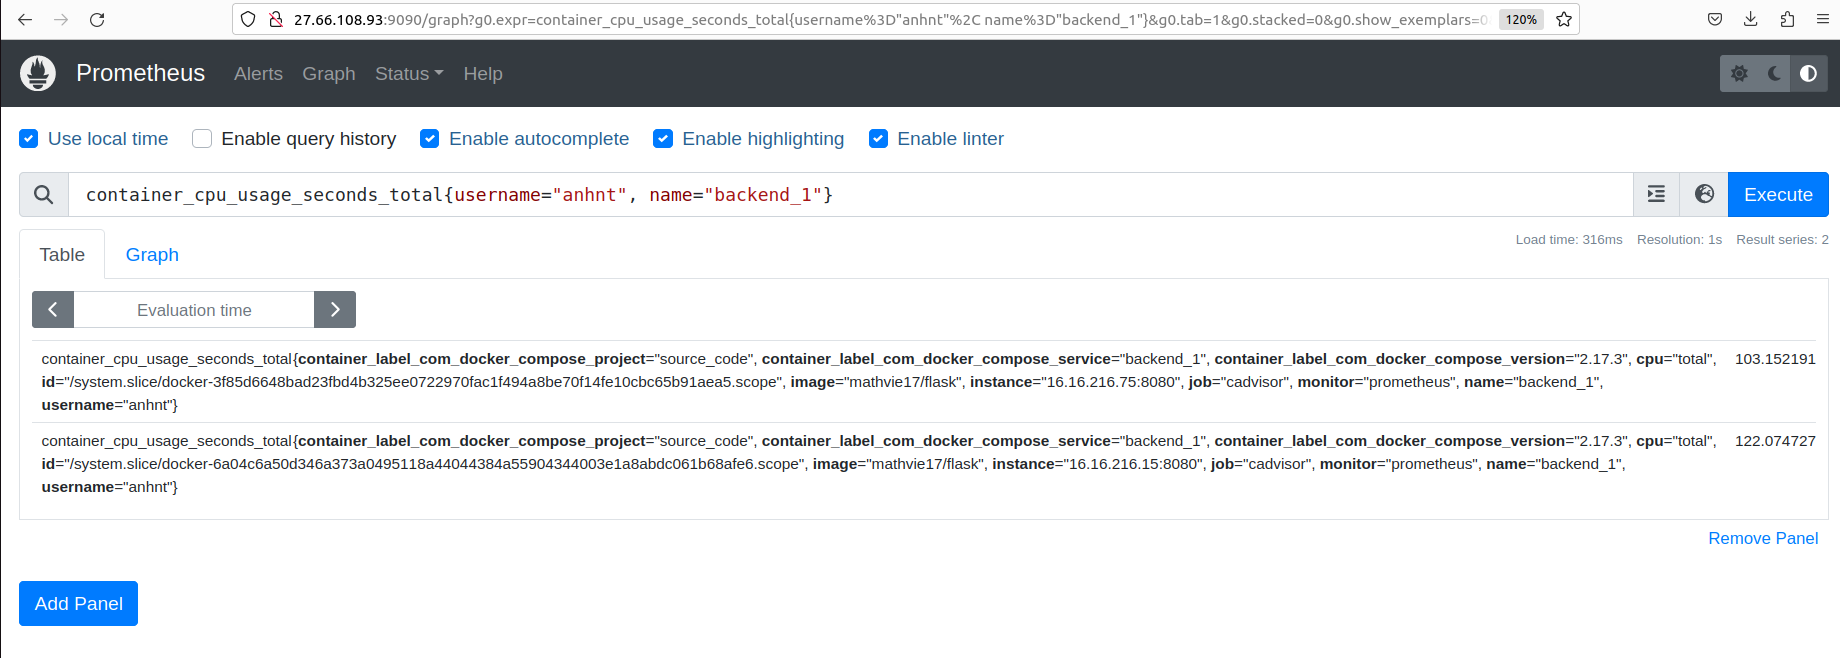 27.66.108.93:9090/graph?g0.expr=container_cpu_usage_seconds_total{username%3D"anhnt"%2C name%3D"backend_1"}&g0.tab=1&g0.stacked=0&g0.show_exemplars=0 120%
Prometheus Alerts Graph Status Help
Use local time Enable query history Enable autocomplete Enable highlighting Enable linter
container_cpu_usage_seconds_total{username="anhnt", name="backend_1"} Execute
Load time: 316ms Resolution: 1s Result series: 2
Table Graph
Evaluation time
container_cpu_usage_seconds_total{container_label_com_docker_compose_project="source_code", container_label_com_docker_compose_service="backend_1", container_label_com_docker_compose_version="2.17.3", cpu="total", 103.152191
id="/system.slice/docker-3f85d6648bad23fbd4b325ee0722970fac1f494a8be70f14fe10cbc65b91aea5.scope", image="mathvie17/flask", instance="16.16.216.75:8080", job="cadvisor", monitor="prometheus", name="backend_1",
username="anhnt"}
container_cpu_usage_seconds_total{container_label_com_docker_compose_project="source_code", container_label_com_docker_compose_service="backend_1", container_label_com_docker_compose_version="2.17.3", cpu="total", 122.074727
id="/system.slice/docker-6a04c6a50d346a373a0495118a44044384a55904344003e1a8abdc061b68afe6.scope", image="mathvie17/flask", instance="16.16.216.15:8080", job="cadvisor", monitor="prometheus", name="backend_1",
username="anhnt"}
Remove Panel
Add Panel